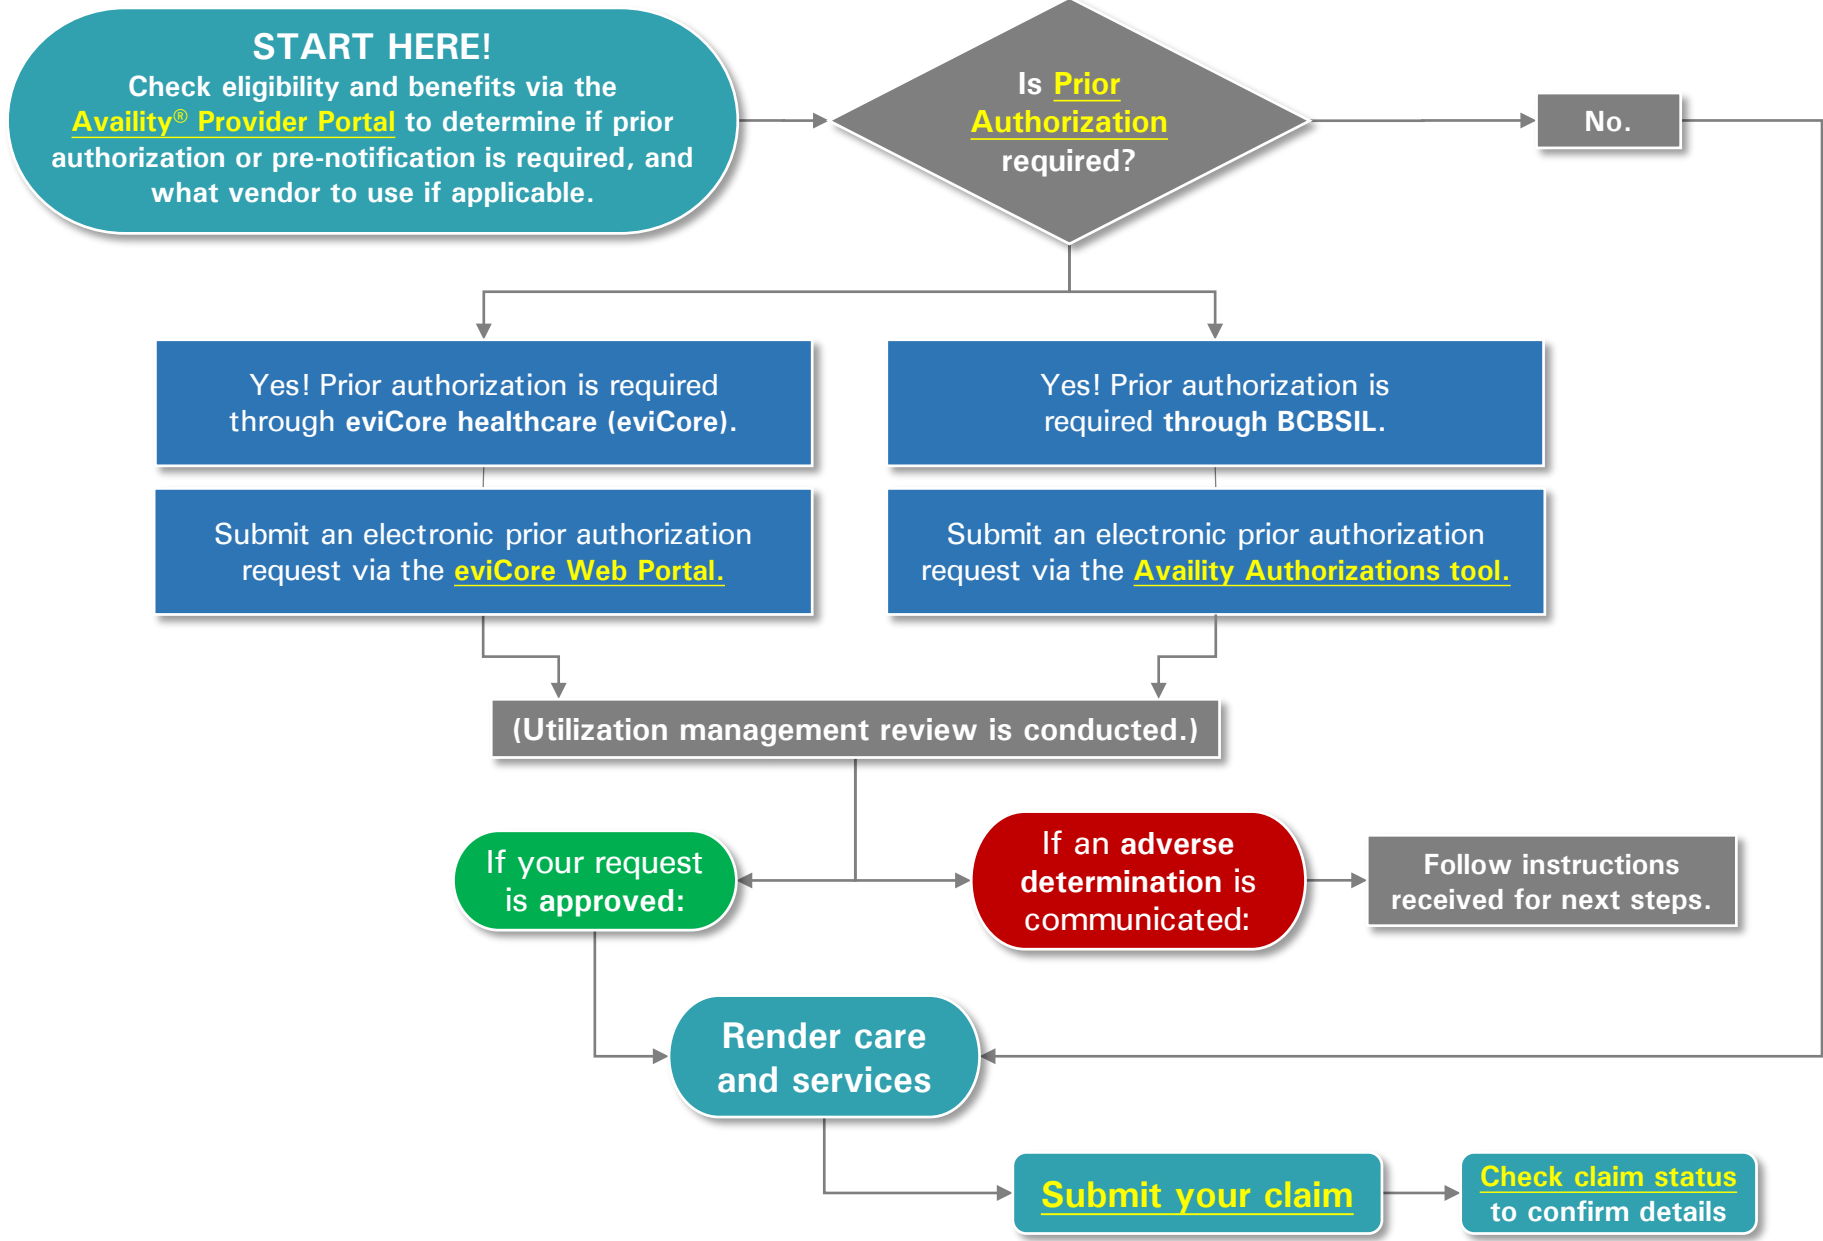 START HERE!
Check eligibility and benefits via the
Availity® Provider Portal to determine if prior
authorization or pre-notification is required, and
what vendor to use if applicable.
Is Prior
Authorization
required?
No.
Yes! Prior authorization is required
through eviCore healthcare (eviCore).
Yes! Prior authorization is
required through BCBSIL.
Submit an electronic prior authorization
request via the eviCore Web Portal.
Submit an electronic prior authorization
request via the Availity Authorizations tool.
(Utilization management review is conducted.)
If your request
is approved:
If an adverse
determination is
communicated:
Follow instructions
received for next steps.
Render care
and services
Submit your claim
Check claim status
to confirm details